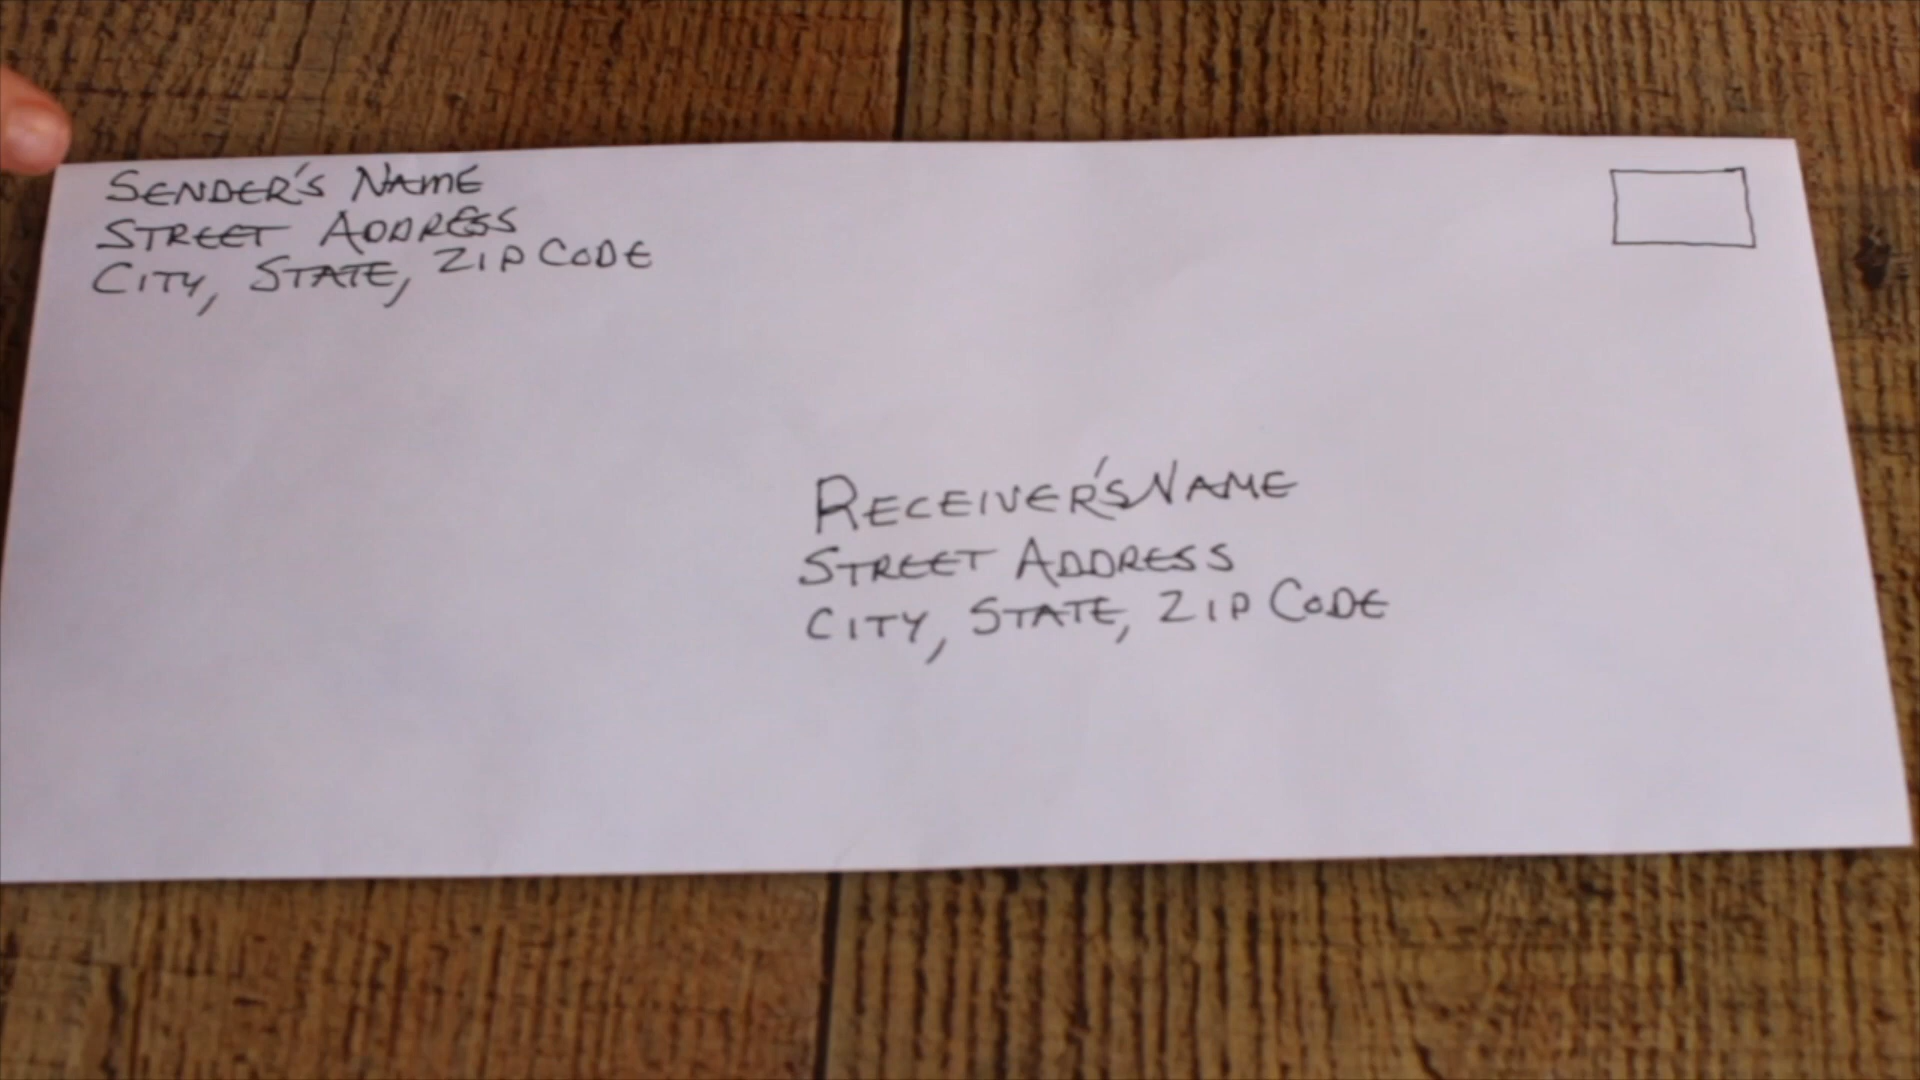 SENDER'S NAME
STREET ADDRESS
CITY, STATE, ZIP CODE
RECEIVER'S NAME
STREET ADDRESS
CITY, STATE, ZIP CODE